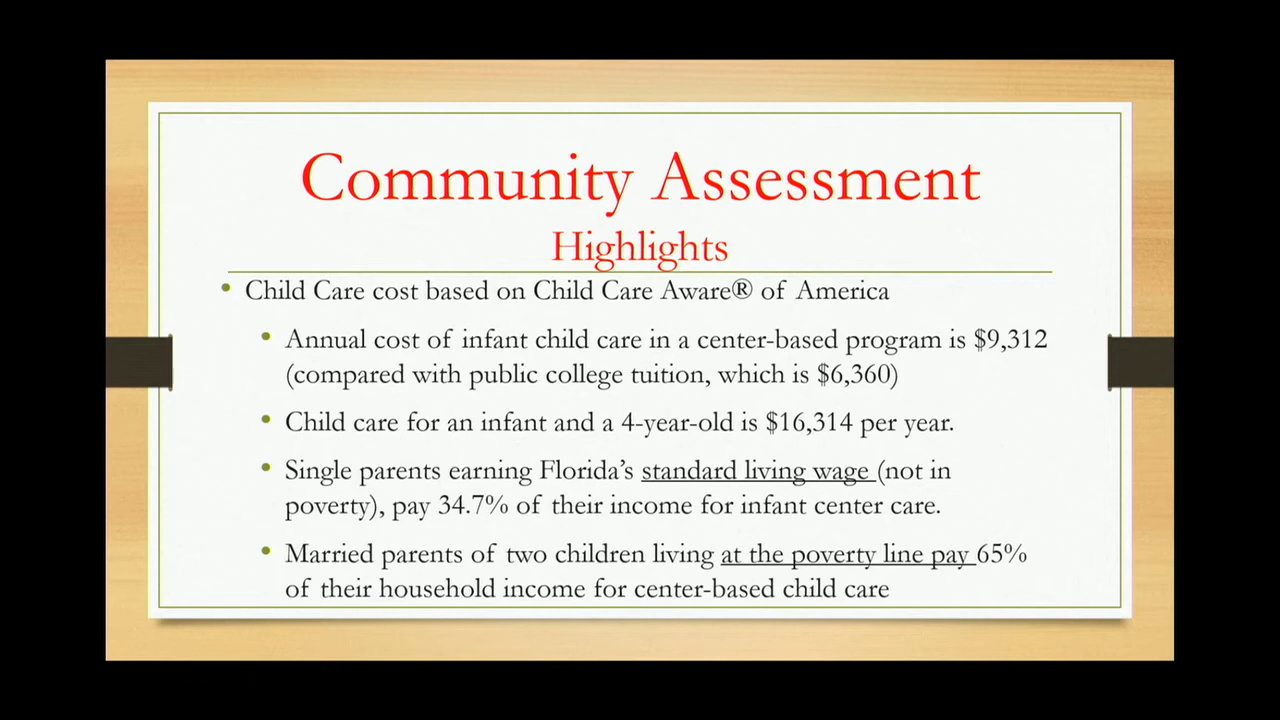 Community Assessment
Highlights
• Child Care cost based on Child Care Aware® of America
• Annual cost of infant child care in a center-based program is $9,312
(compared with public college tuition, which is $6,360)
• Child care for an infant and a 4-year-old is $16,314 per year.
• Single parents earning Florida’s standard living wage (not in
poverty), pay 34.7% of their income for infant center care.
• Married parents of two children living at the poverty line pay 65%
of their household income for center-based child care